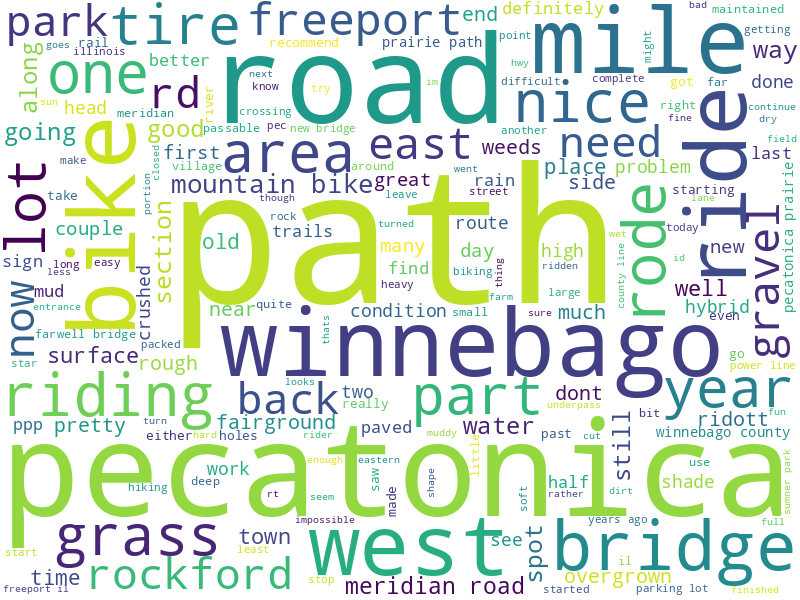 bad
maintained
definitely
end
park
tire
freeport
mile
goes
rail
illinois
recommend
prairie path
point
might
getting
way
along
one
better
road
hwy
next
know
try
im
difficult
complete
got
far
done
sun
meridian
head
rd
river
crossing
nice
use
right
continue
fine
dry
going
good
passable
pec
new bridge
another
need
field
make
closed
first
village
area
around
east
weeds
place
problem
last
lot
bike
portion
take
mountain bike
great
rain
street
side
starting
ride
lane
pecatonica prairie
though
leave
went
couple
section
rock
trails
turned
path
route
rode
wet
today
gravel
sign
long
easy
less
old
many
find
day
biking
thing
high
ridden
county line
id
new
now
mud
crushed
near
quite
heavy
condition
farm
small
large
sure
much
well
hybrid
even
entrance
farwell bridge
packed
star
surface
rough
thats
winnebago
go
power line
looks
riding
back
two
really
part
dont
year
fun
ppp
pretty
turn
either
hard
holes
fairground
paved
rider
muddy
water
underpass
past
cut
still
bit
ridott
winnebago county
pecatonica
work
hiking
deep
saw
eastern
enough
shape
little
see
soft
half
rather
dirt
shade
sumner park
start
grass
town
least
rt
seem
impossible
made
west
spot
years ago
bridge
full
time
rockford
stop
meridian road
il
overgrown
started
parking lot
finished
freeport il